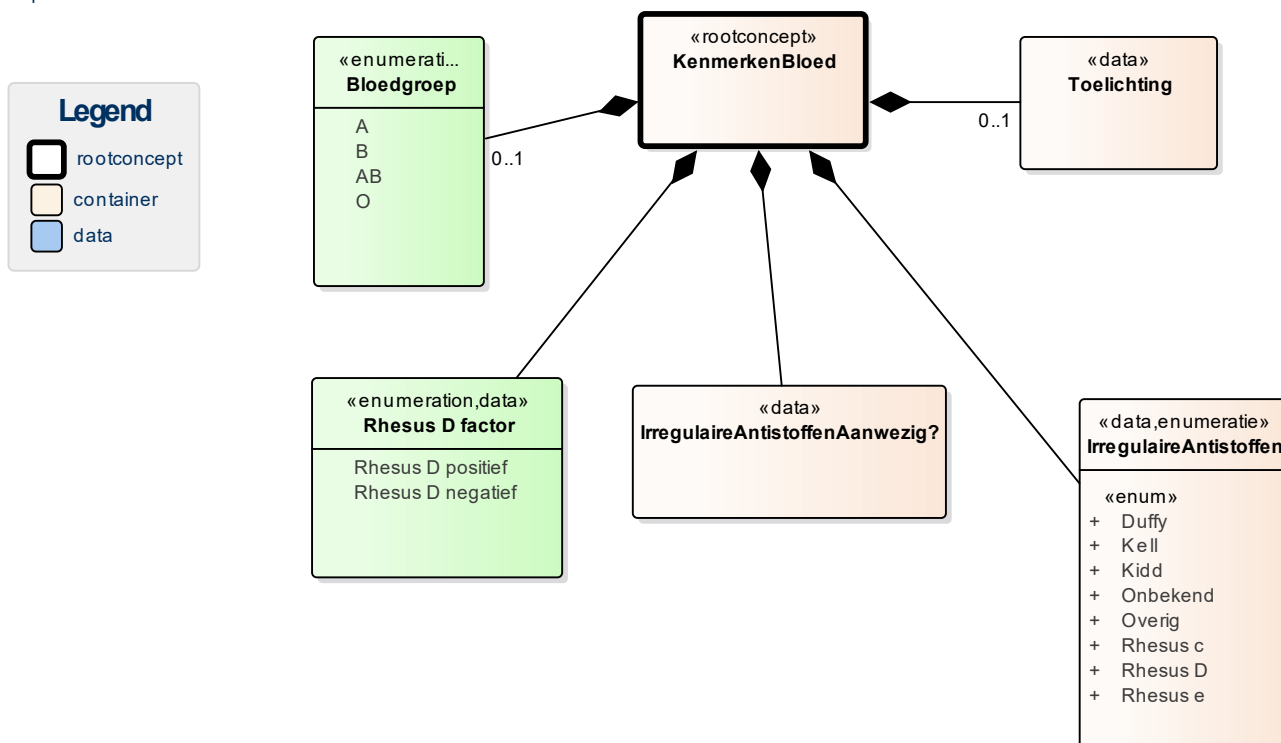 Legend
rootconcept
container
data
«enumerati...
Bloedgroep
A
B
AB
O
0..1
«rootconcept»
KenmerkenBloed
«data»
Toelichting
0..1
«enumeration,data»
Rhesus D factor
Rhesus D positief
Rhesus D negatief
«data»
IrregulaireAntistoffenAanwezig?
«data,enumeratie»
IrregulaireAntistoffen
«enum»
+ Duffy
+ Kell
+ Kidd
+ Onbekend
+ Overig
+ Rhesus c
+ Rhesus D
+ Rhesus e